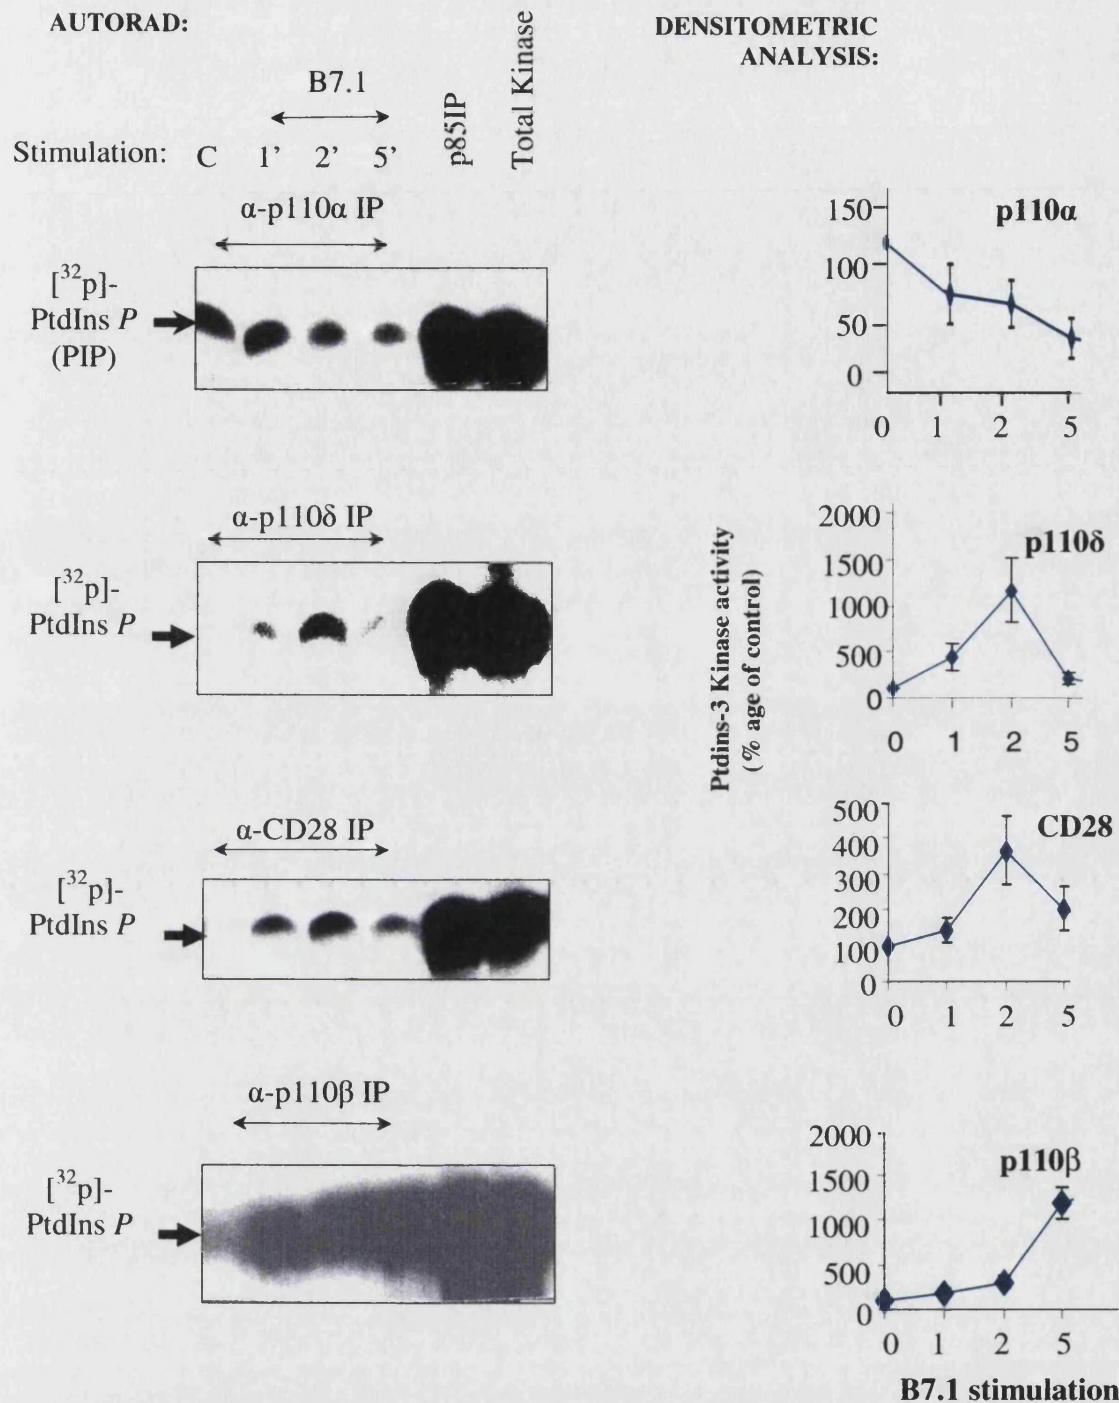 AUTORAD:
DENSITOMETRIC
ANALYSIS:
B7.1
p85IP
Total Kinase
Stimulation: C 1’ 2’ 5’
α-p110α IP
[³²p]-
PtdIns P
(PIP)
p110α
150
100
50
0
0 1 2 5
α-p110δ IP
[³²p]-
PtdIns P
p110δ
2000
1500
1000
500
0
0 1 2 5
Ptdins-3 Kinase activity
(% age of control)
α-CD28 IP
[³²p]-
PtdIns P
CD28
500
400
300
200
100
0
0 1 2 5
α-p110β IP
[³²p]-
PtdIns P
p110β
2000
1500
1000
500
0
0 1 2 5
B7.1 stimulation